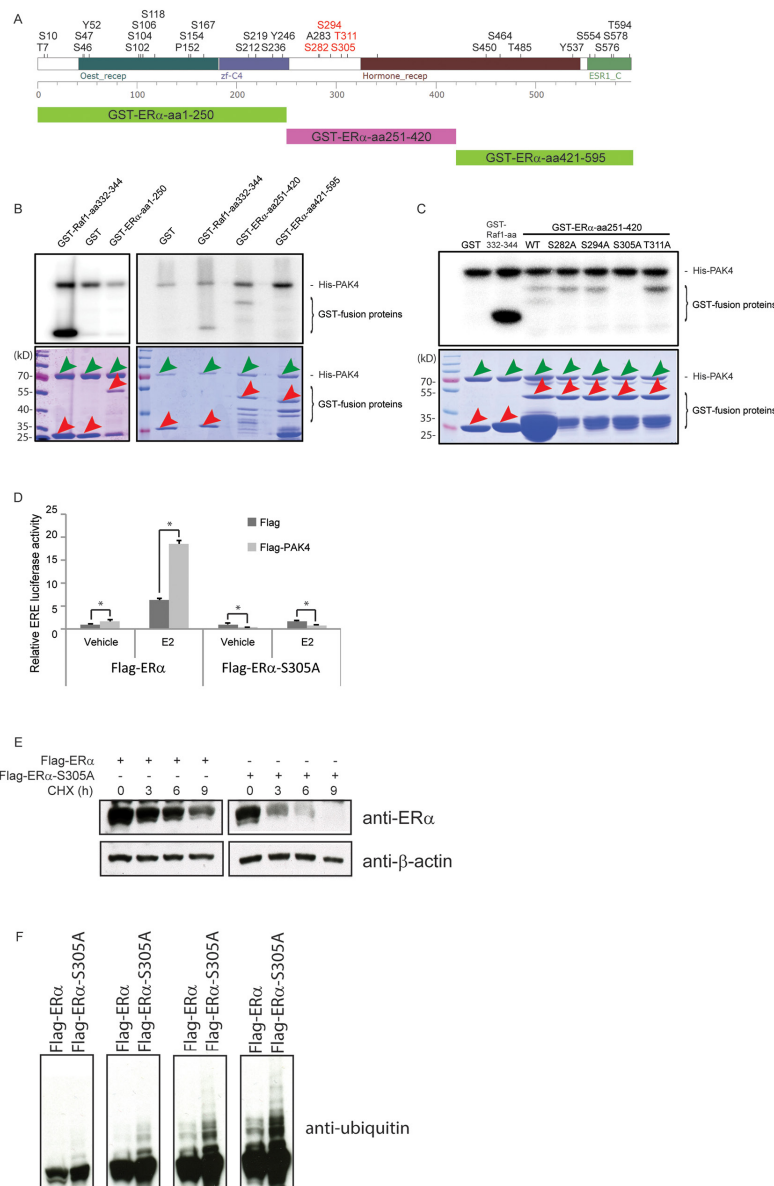 A
S118 S294
Y52 S106 S167 A283 T311 S464 T594
S10 S47 S104 S154 S219 Y246 S282 S305 S450 T485 Y537 S554 S578
T7 S46 S102 P152 S212 S236 S576
Oest_recep zf-C4 Hormone_recep ESR1_C
0 100 200 300 400 500
GST-ERα-aa1-250
GST-ERα-aa251-420
GST-ERα-aa421-595
B
GST-Raf1-aa332-344
GST
GST-ERα-aa1-250
GST
GST-Raf1-aa332-344
GST-ERα-aa251-420
GST-ERα-aa421-595
- His-PAK4
GST-fusion proteins
(kD)
70-
55-
40-
35-
25-
- His-PAK4
GST-fusion proteins
C
GST-
Raf1-aa
332-344
GST-ERα-aa251-420
GST WT S282A S294A S305A T311A
- His-PAK4
GST-fusion proteins
(kD)
70-
55-
35-
25-
- His-PAK4
GST-fusion proteins
D
Relative ERE luciferase activity
25
20
15
10
5
0
* * * *
Flag
Flag-PAK4
Vehicle E2 Vehicle E2
Flag-ERα Flag-ERα-S305A
E
Flag-ERα + + + + - - - -
Flag-ERα-S305A - - - - + + + +
CHX (h) 0 3 6 9 0 3 6 9
anti-ERα
anti-β-actin
F
Flag-ERα
Flag-ERα-S305A
Flag-ERα
Flag-ERα-S305A
Flag-ERα
Flag-ERα-S305A
Flag-ERα
Flag-ERα-S305A
anti-ubiquitin